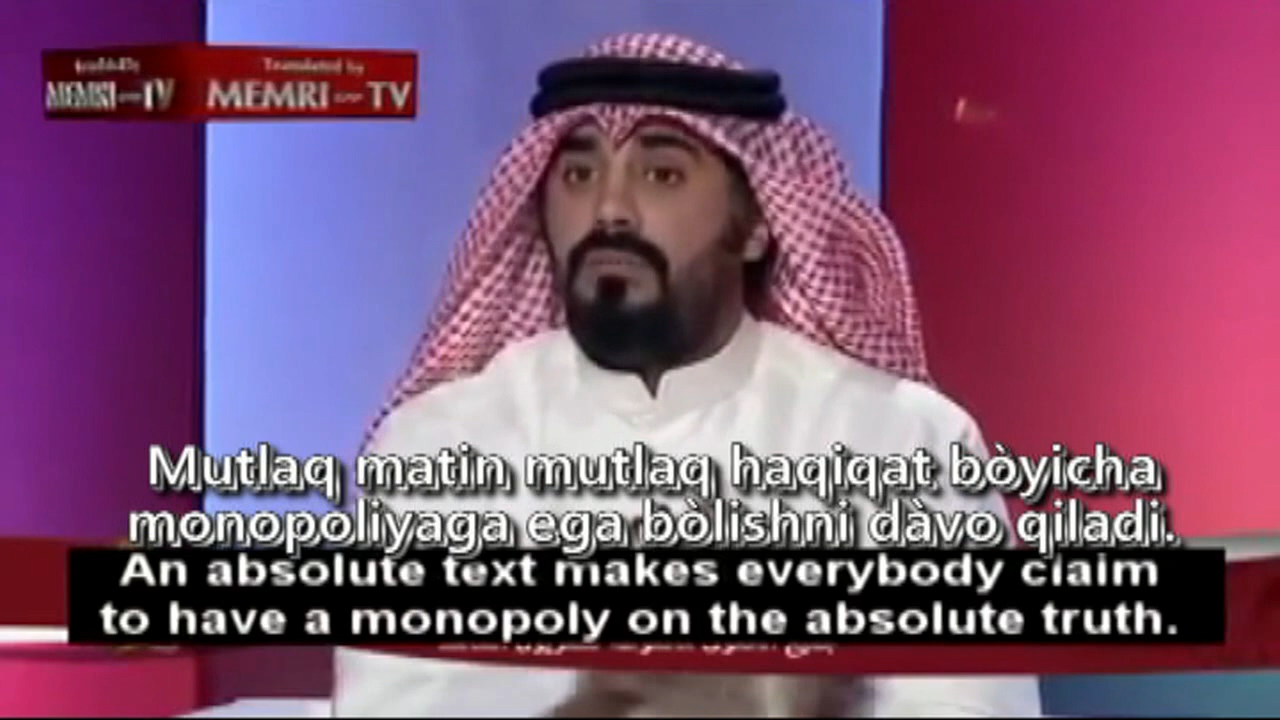 Translated by
MEMRI TV
MEMRI TV
Mutlaq matin mutlaq haqiqat bòyicha
monopoliyaga ega bòlishni dàvo qiladi.
An absolute text makes everybody claim
to have a monopoly on the absolute truth.